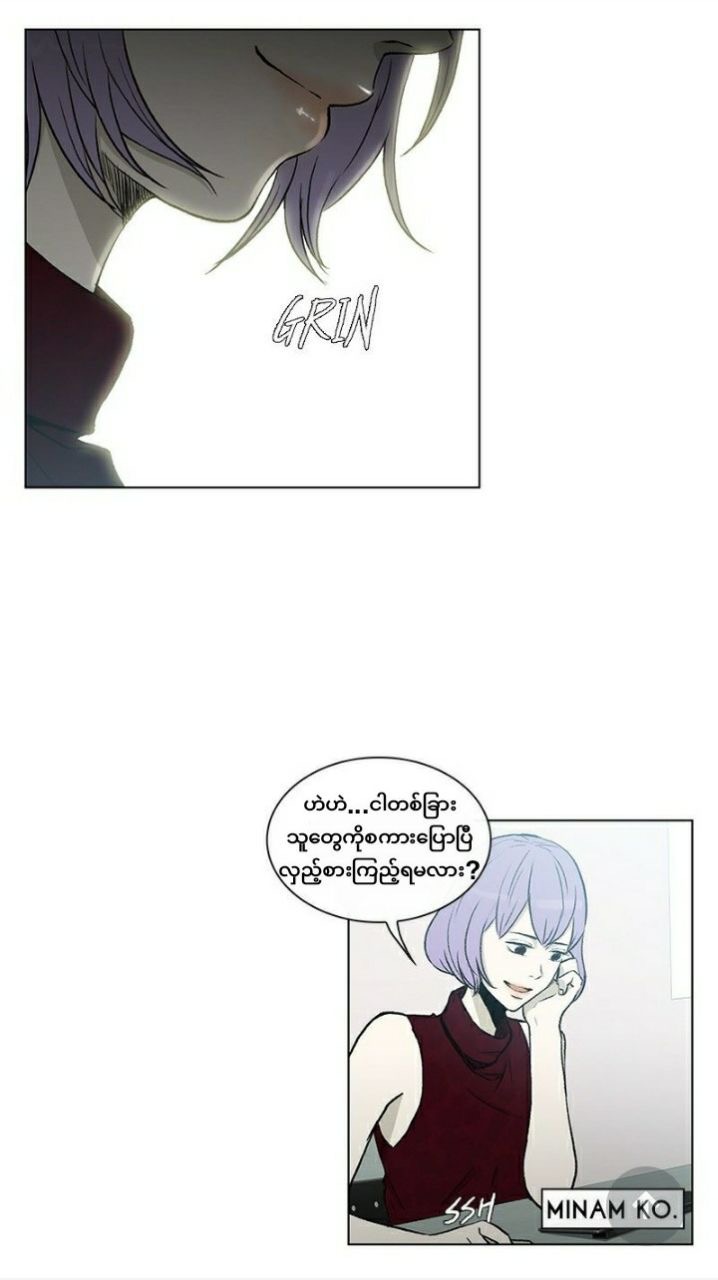 GRIN
ဟဲဟဲ...ငါတစ်ခြား
သူတွေကိုစကားပြောပြီ
လှည့်စားကြည့်ရမလား?
SSH
MINAM KO.